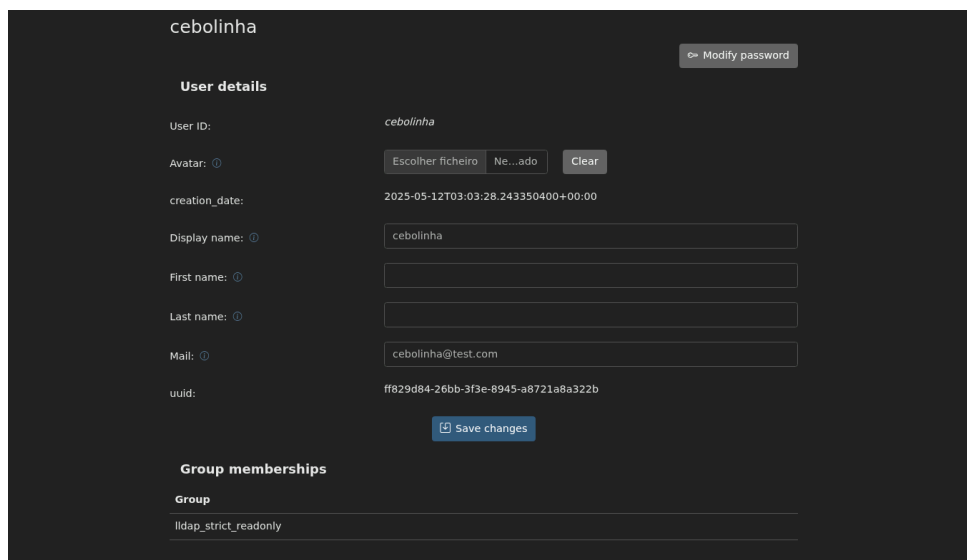 cebolinha
Modify password
User details
User ID: cebolinha
Avatar: Escolher ficheiro Ne...ado Clear
creation_date: 2025-05-12T03:03:28.243350400+00:00
Display name: cebolinha
First name:
Last name:
Mail: cebolinha@test.com
uuid: ff829d84-26bb-3f3e-8945-a8721a8a322b
Save changes
Group memberships
Group
lldap_strict_readonly